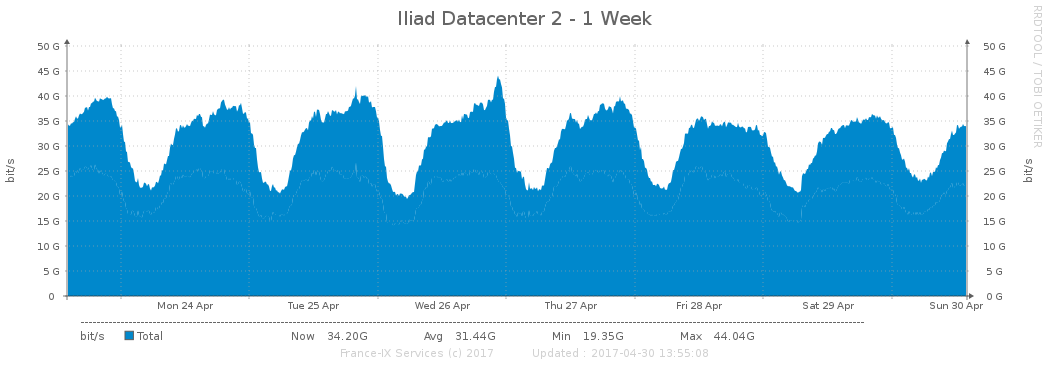 Iliad Datacenter 2 - 1 Week
RRDTOOL / TOBI OETIKER
bit/s
50 G 50 G
45 G 45 G
40 G 40 G
35 G 35 G
30 G 30 G
25 G 25 G
20 G 20 G
15 G 15 G
10 G 10 G
5 G 5 G
0 0 G
bit/s
Mon 24 Apr Tue 25 Apr Wed 26 Apr Thu 27 Apr Fri 28 Apr Sat 29 Apr Sun 30 Apr
bit/s Total Now 34.20G Avg 31.44G Min 19.35G Max 44.04G
France-IX Services (c) 2017 Updated : 2017-04-30 13:55:08